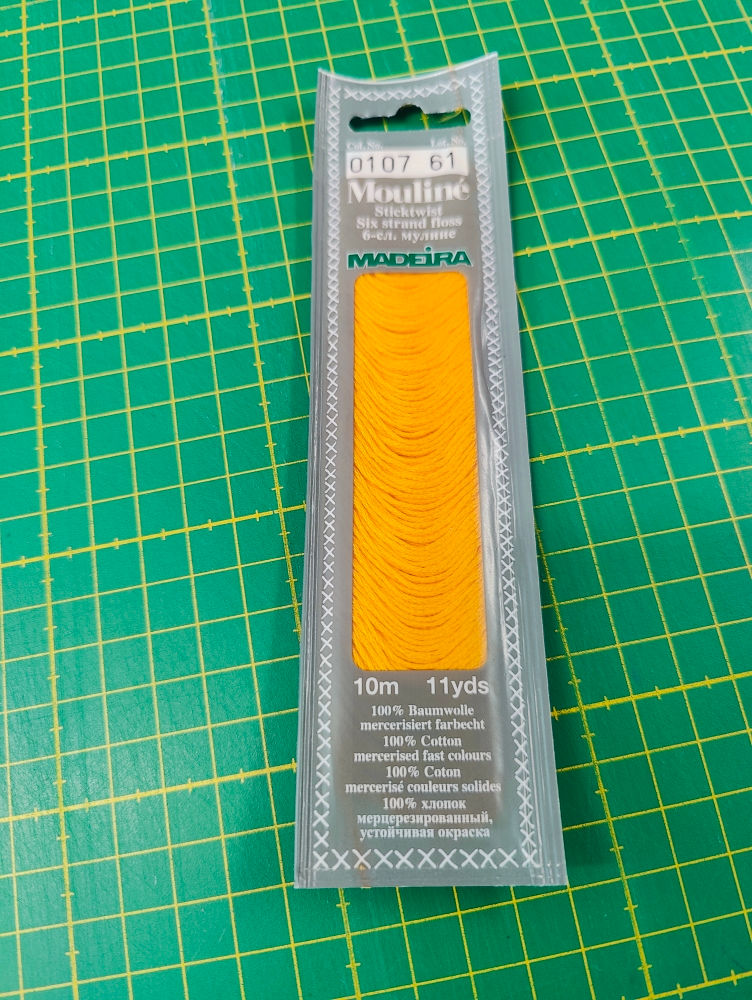 Col. No. Lot. No.
0107 61
Mouliné
Sticktwist
Six strand floss
6-сл. мулине
MADEIRA
10m 11yds
100% Baumwolle
mercerisiert farbecht
100% Cotton
mercerised fast colours
100% Coton
mercerisé couleurs solides
100% хлопок
мерцерезированный,
устойчивая окраска